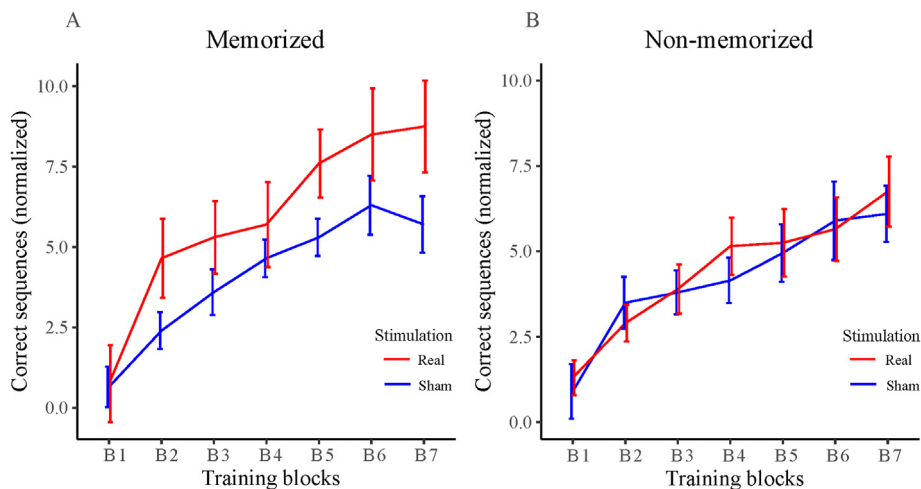 A
Memorized
Correct sequences (normalized)
10.0
7.5
5.0
2.5
0.0
Stimulation
Real
Sham
B1 B2 B3 B4 B5 B6 B7
Training blocks
B
Non-memorized
Correct sequences (normalized)
10.0
7.5
5.0
2.5
0.0
Stimulation
Real
Sham
B1 B2 B3 B4 B5 B6 B7
Training blocks